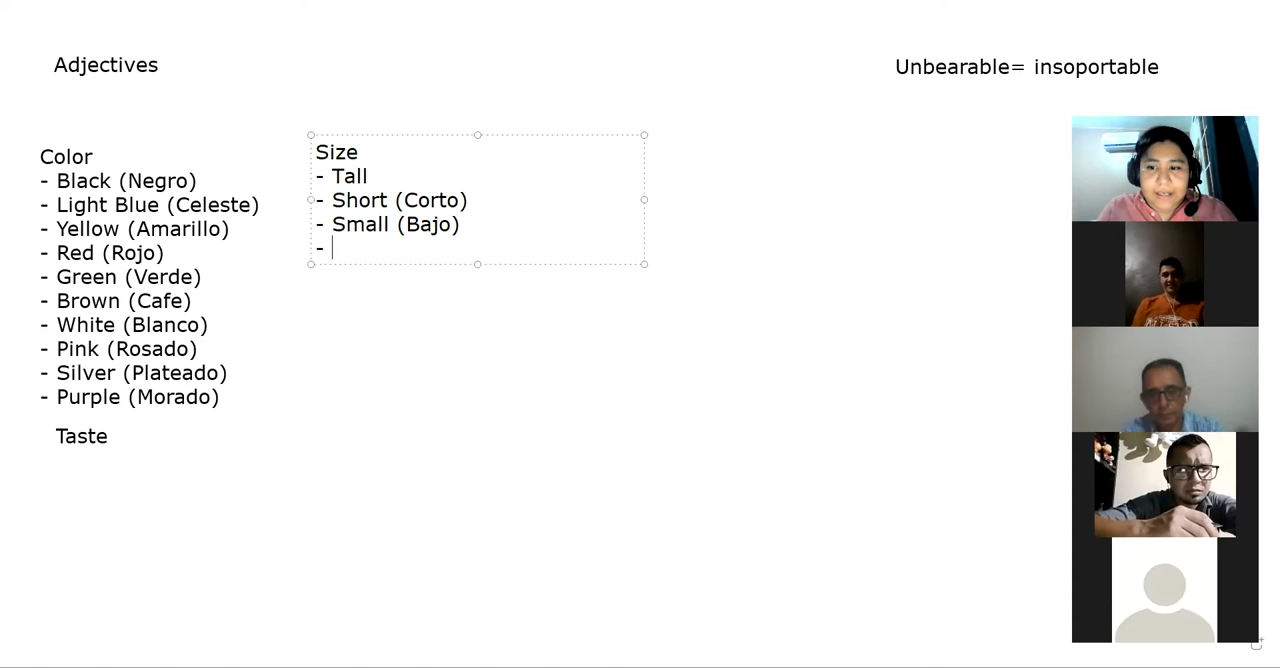 Adjectives
Unbearable= insoportable
Color
- Black (Negro)
- Light Blue (Celeste)
- Yellow (Amarillo)
- Red (Rojo)
- Green (Verde)
- Brown (Cafe)
- White (Blanco)
- Pink (Rosado)
- Silver (Plateado)
- Purple (Morado)
Taste
Size
- Tall
- Short (Corto)
- Small (Bajo)
-